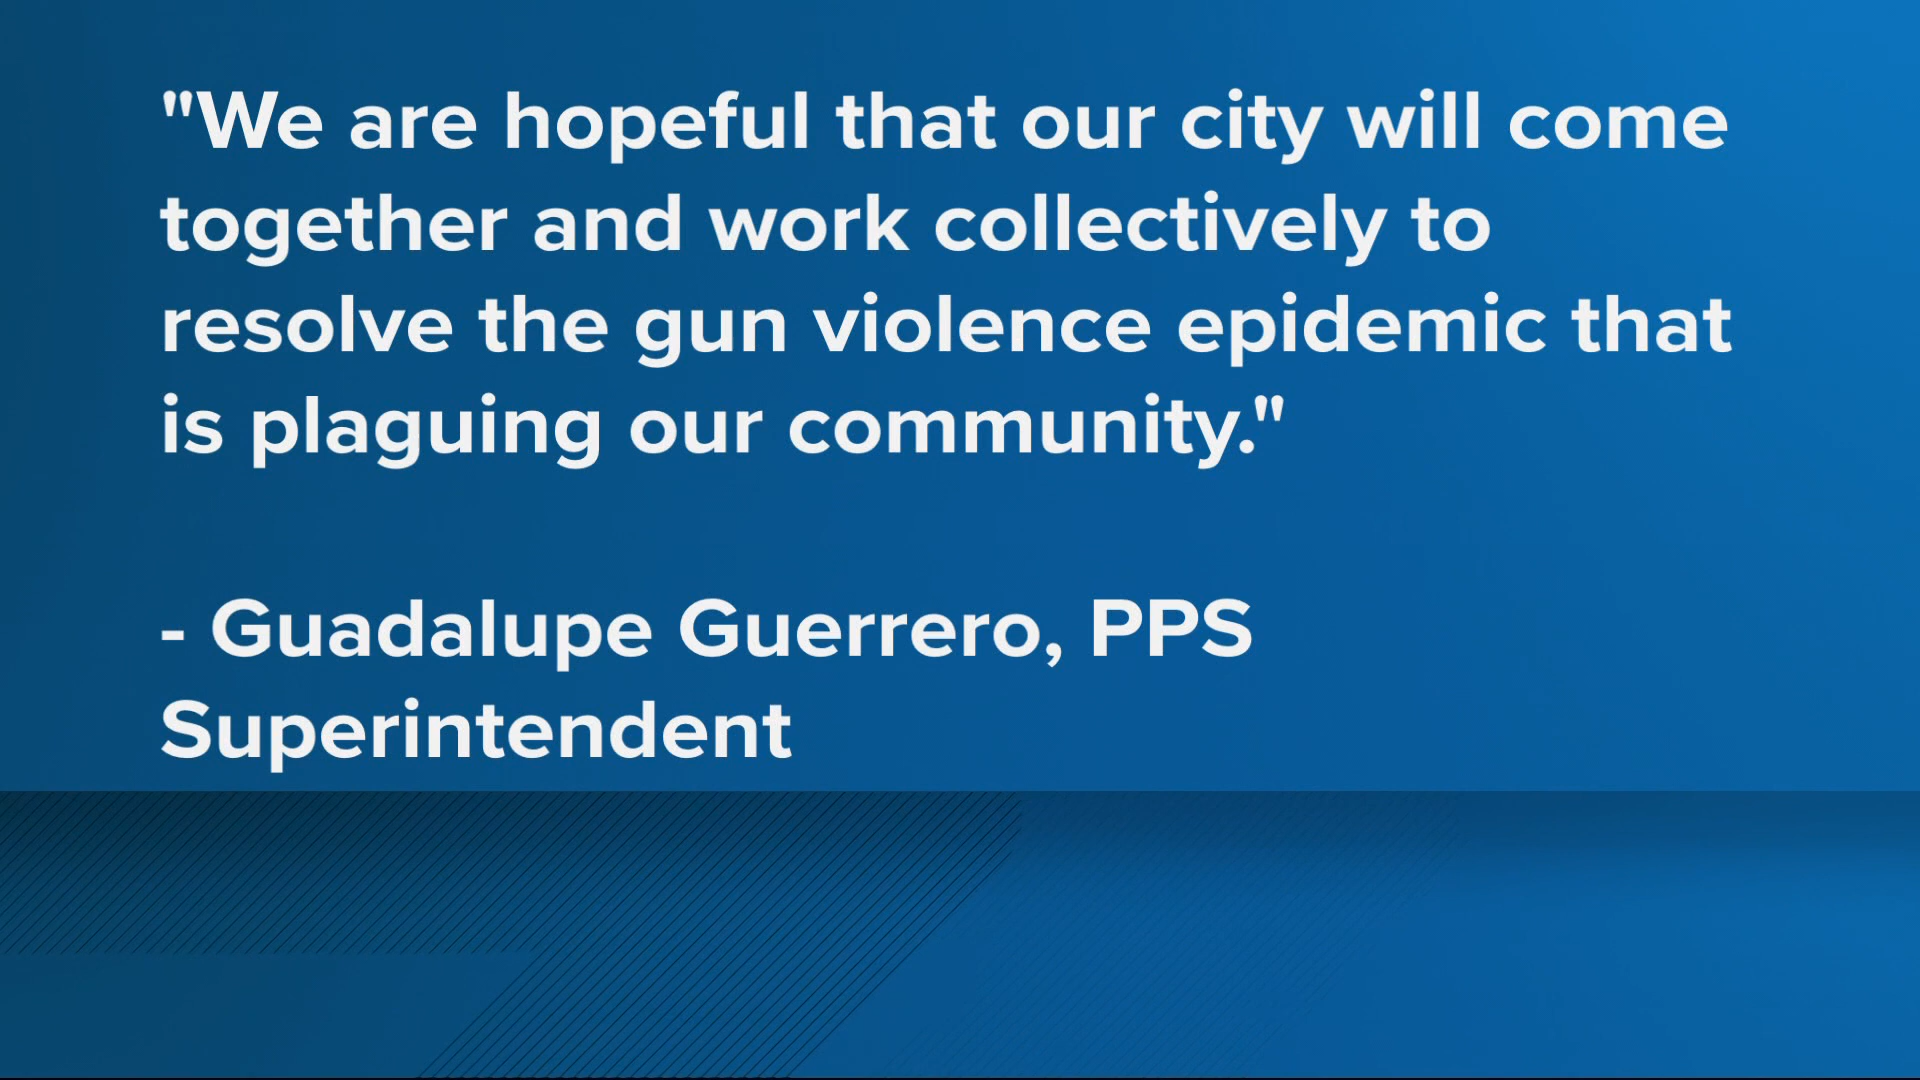 "We are hopeful that our city will come
together and work collectively to
resolve the gun violence epidemic that
is plaguing our community."
- Guadalupe Guerrero, PPS
Superintendent